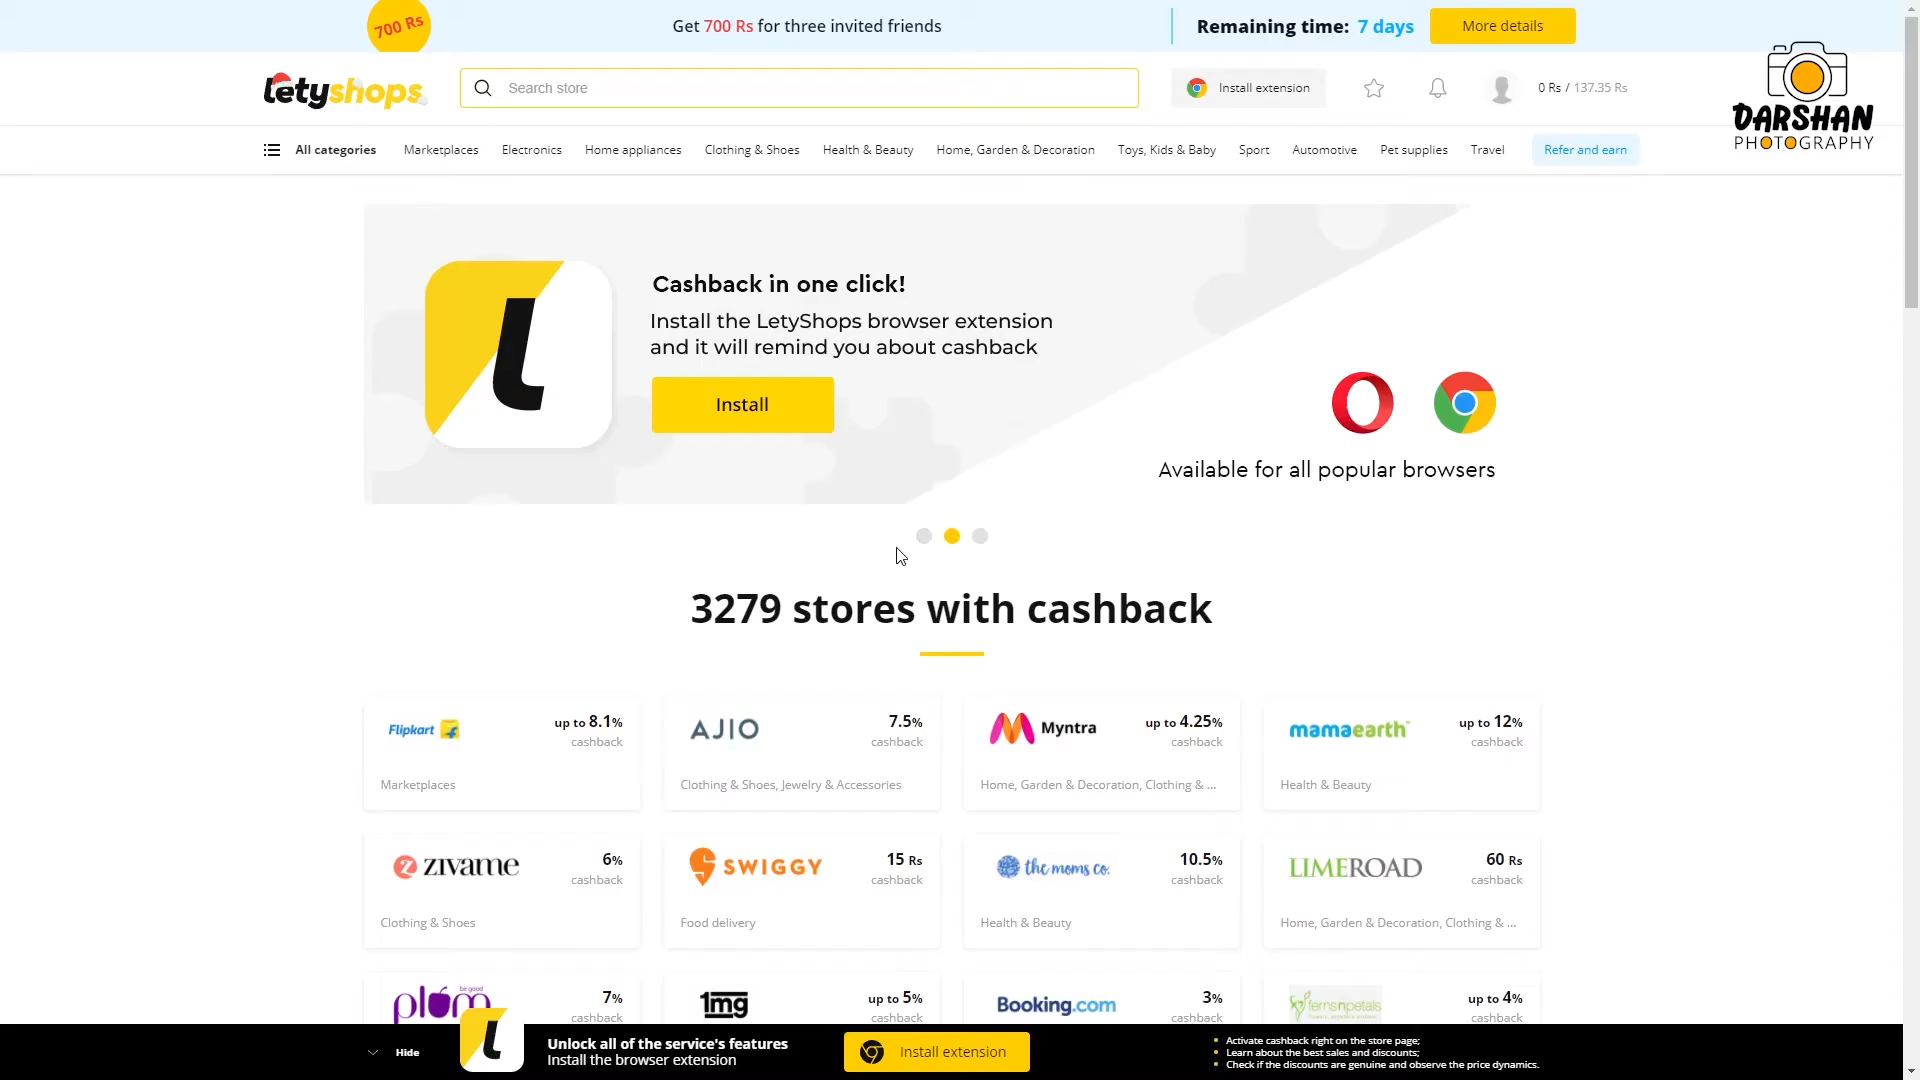 700 Rs
Get 700 Rs for three invited friends
Remaining time: 7 days
More details
letyshops
Search store
Install extension
0 Rs / 137.35 Rs
DARSHAN
PHOTOGRAPHY
All categories
Marketplaces
Electronics
Home appliances
Clothing & Shoes
Health & Beauty
Home, Garden & Decoration
Toys, Kids & Baby
Sport
Automotive
Pet supplies
Travel
Refer and earn
Cashback in one click!
Install the LetyShops browser extension
and it will remind you about cashback
Install
Available for all popular browsers
3279 stores with cashback
Flipkart
up to 8.1%
cashback
Marketplaces
AJIO
7.5%
cashback
Clothing & Shoes, Jewelry & Accessories
Myntra
up to 4.25%
cashback
Home, Garden & Decoration, Clothing & ...
mamaearth
up to 12%
cashback
Health & Beauty
ZIVAME
6%
cashback
Clothing & Shoes
SWIGGY
15 Rs
cashback
Food delivery
the moms co.
10.5%
cashback
Health & Beauty
LIMEROAD
60 Rs
cashback
Home, Garden & Decoration, Clothing & ...
be good
plum
7%
cashback
1mg
up to 5%
cashback
Booking.com
3%
cashback
fernsnpetals
up to 4%
cashback
Hide
Unlock all of the service's features
Install the browser extension
Install extension
Activate cashback right on the store page;
Learn about the best sales and discounts;
Check if the discounts are genuine and observe the price dynamics.